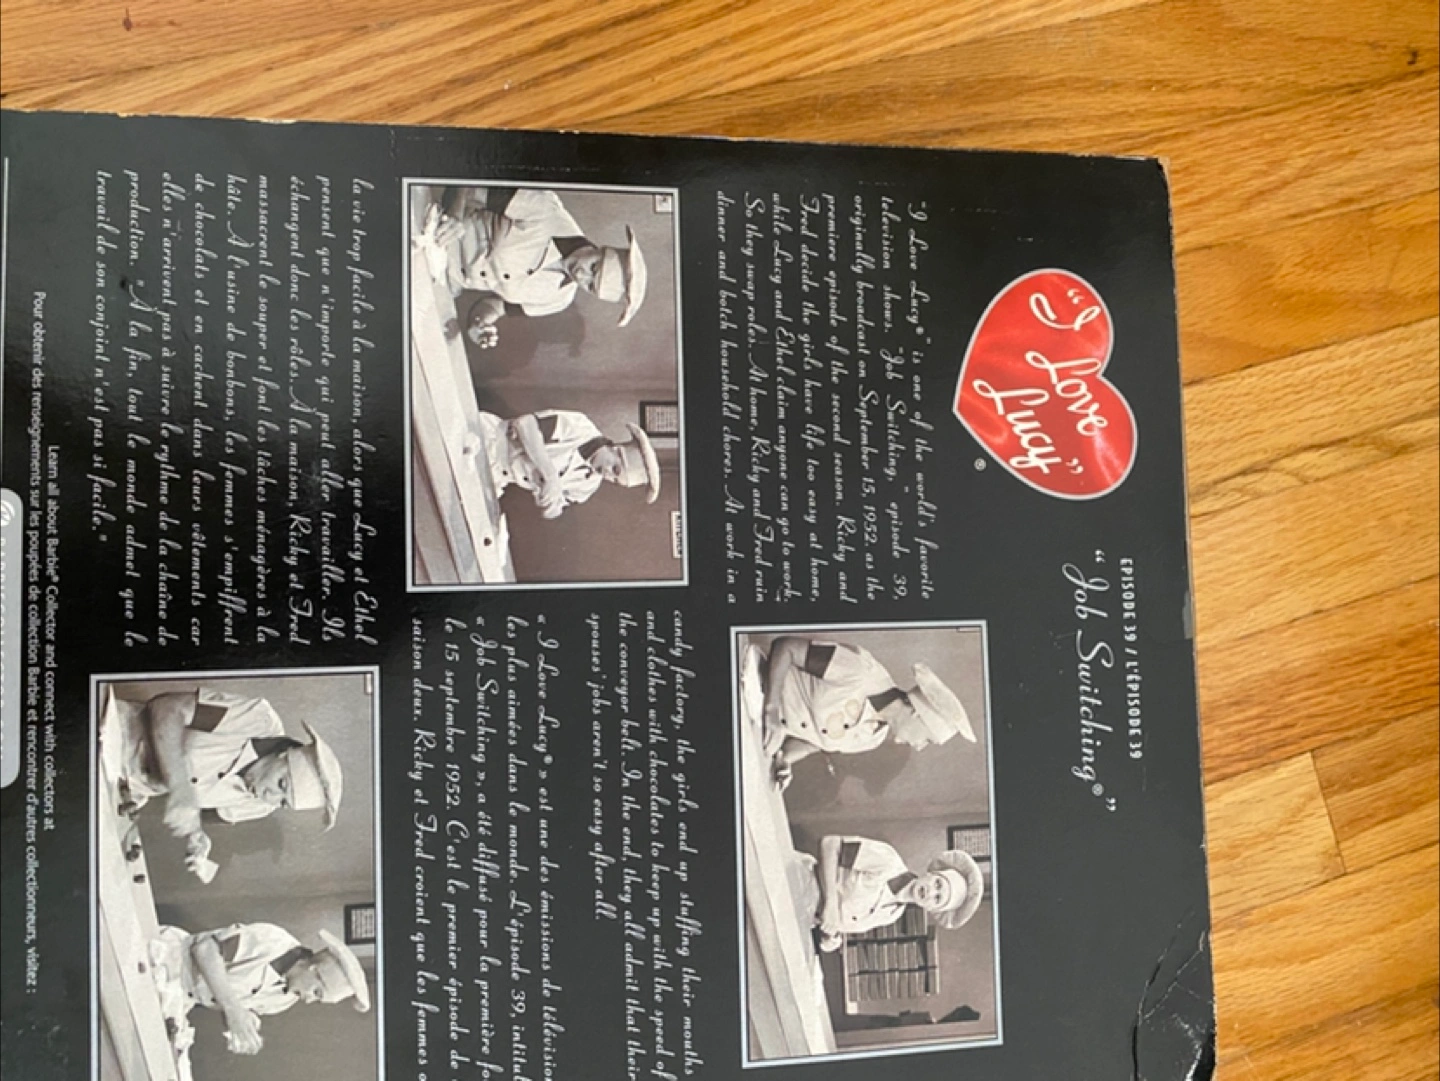 "I
Love
Lucy"
®
EPISODE 39 / L'ÉPISODE 39
"Job Switching®"
"I Love Lucy®" is one of the world's favorite
television shows. "Job Switching," episode 39,
originally broadcast on September 15, 1952 as the
premiere episode of the second season. Ricky and
Fred decide the girls have life too easy at home,
while Lucy and Ethel claim anyone can go to work.
So they swap roles. At home, Ricky and Fred ruin
dinner and botch household chores. At work in a
candy factory, the girls end up stuffing their mouths
and clothes with chocolates to keep up with the speed of
the conveyor belt. In the end, they all admit that their
spouses' jobs aren't so easy after all.
« I Love Lucy® » est une des émissions de télévision
les plus aimées dans le monde. L'épisode 39, intitul
« Job Switching », a été diffusé pour la première fo
le 15 septembre 1952. C'est le premier épisode de
saison deux. Ricky et Fred croient que les femmes o
la vie trop facile à la maison, alors que Lucy et Ethel
pensent que n'importe qui peut aller travailler. Ils
échangent donc les rôles. À la maison, Ricky et Fred
massacrent le souper et font les tâches ménagères à la
hâte. À l'usine de bonbons, les femmes s'empiffrent
de chocolats et en cachent dans leurs vêtements car
elles n'arrivent pas à suivre le rythme de la chaîne de
production. » À la fin, tout le monde admet que le
travail de son conjoint n'est pas si facile."
Learn all about Barbie® Collector and connect with collectors at
Pour obtenir des renseignements sur les poupées de collection Barbie et rencontrer d'autres collectionneurs, visitez :